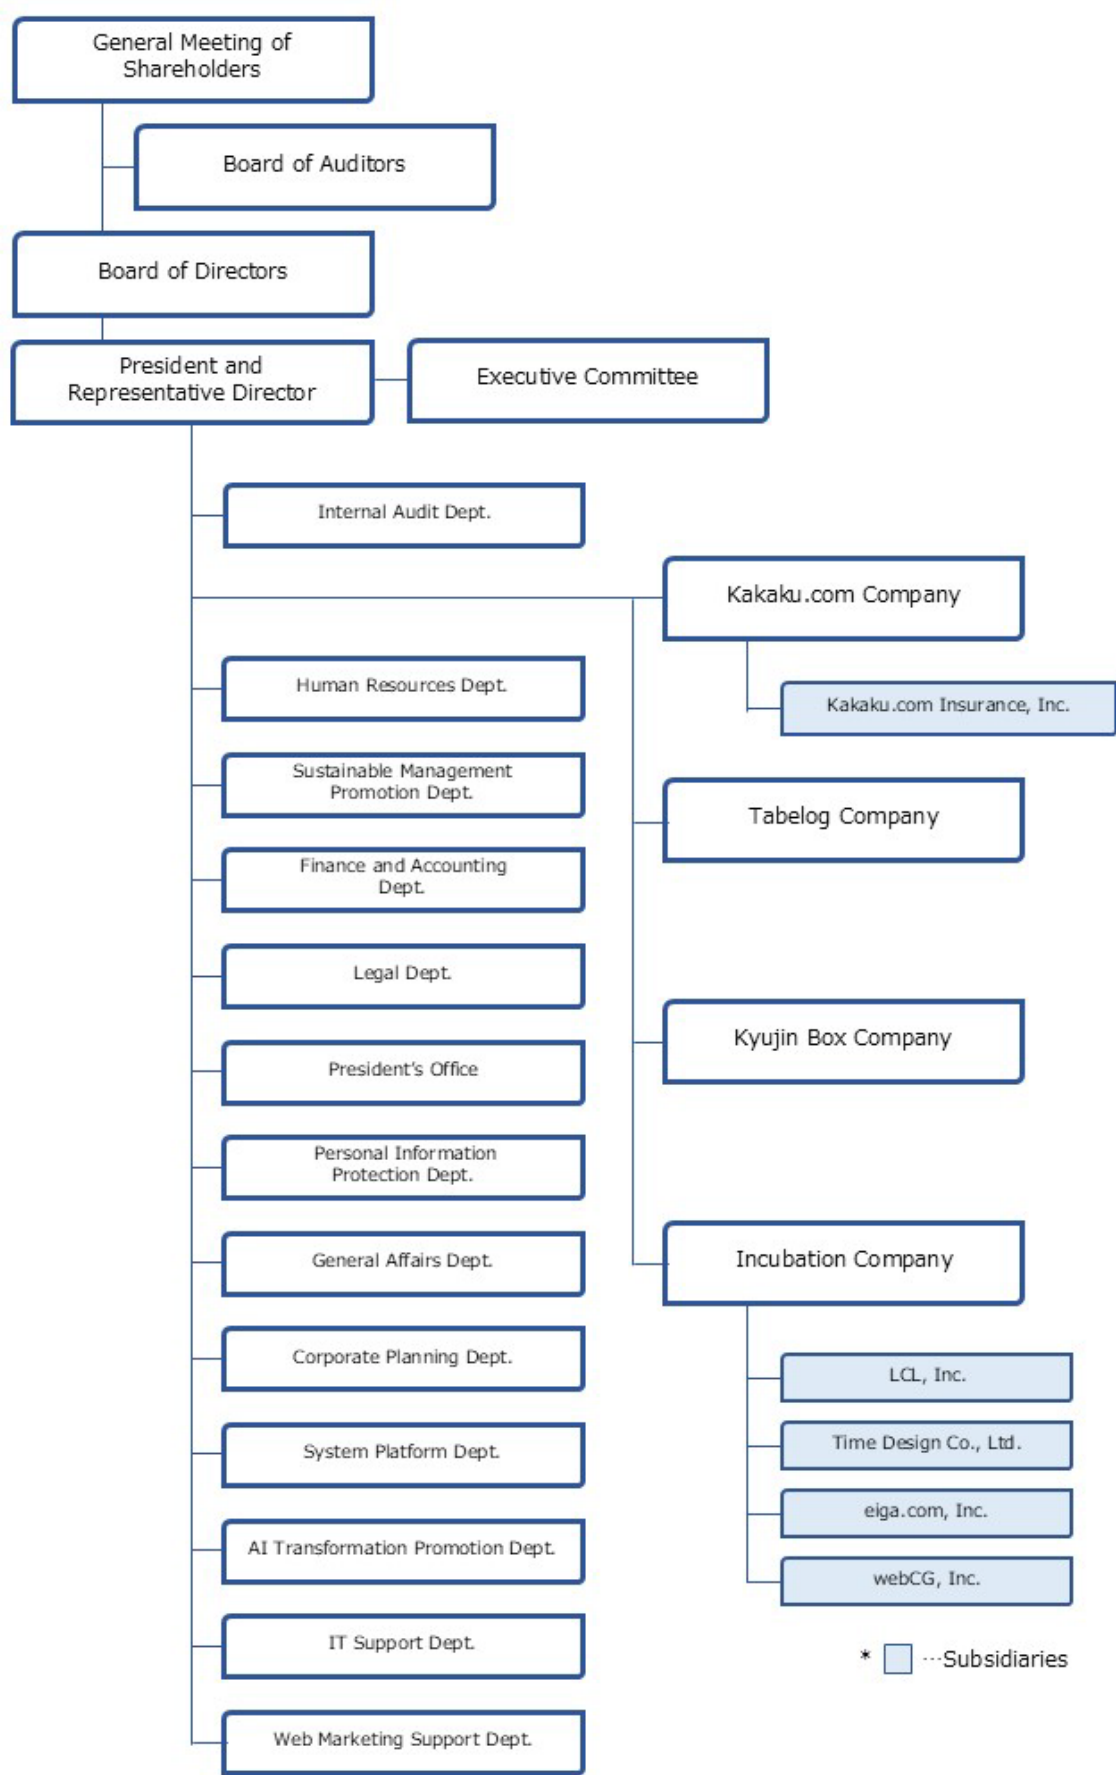 General Meeting of
Shareholders
Board of Auditors
Board of Directors
President and
Representative Director
Executive Committee
Internal Audit Dept.
Human Resources Dept.
Sustainable Management
Promotion Dept.
Finance and Accounting
Dept.
Legal Dept.
President's Office
Personal Information
Protection Dept.
General Affairs Dept.
Corporate Planning Dept.
System Platform Dept.
AI Transformation Promotion Dept.
IT Support Dept.
Web Marketing Support Dept.
Kakaku.com Company
Kakaku.com Insurance, Inc.
Tabelog Company
Kyujin Box Company
Incubation Company
LCL, Inc.
Time Design Co., Ltd.
eiga.com, Inc.
webCG, Inc.
* ···Subsidiaries